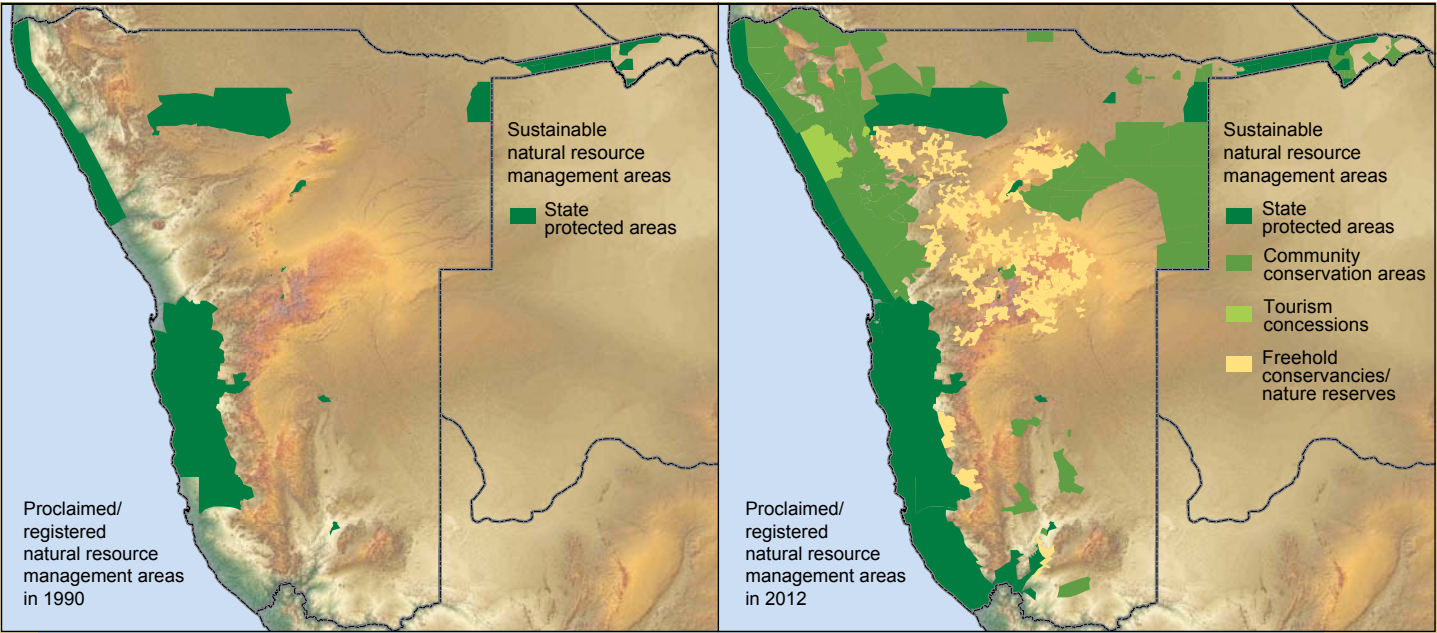 Sustainable
natural resource
management areas
State
protected areas
Proclaimed/
registered
natural resource
management areas
in 1990
Sustainable
natural resource
management areas
State
protected areas
Community
conservation areas
Tourism
concessions
Freehold
conservancies/
nature reserves
Proclaimed/
registered
natural resource
management areas
in 2012